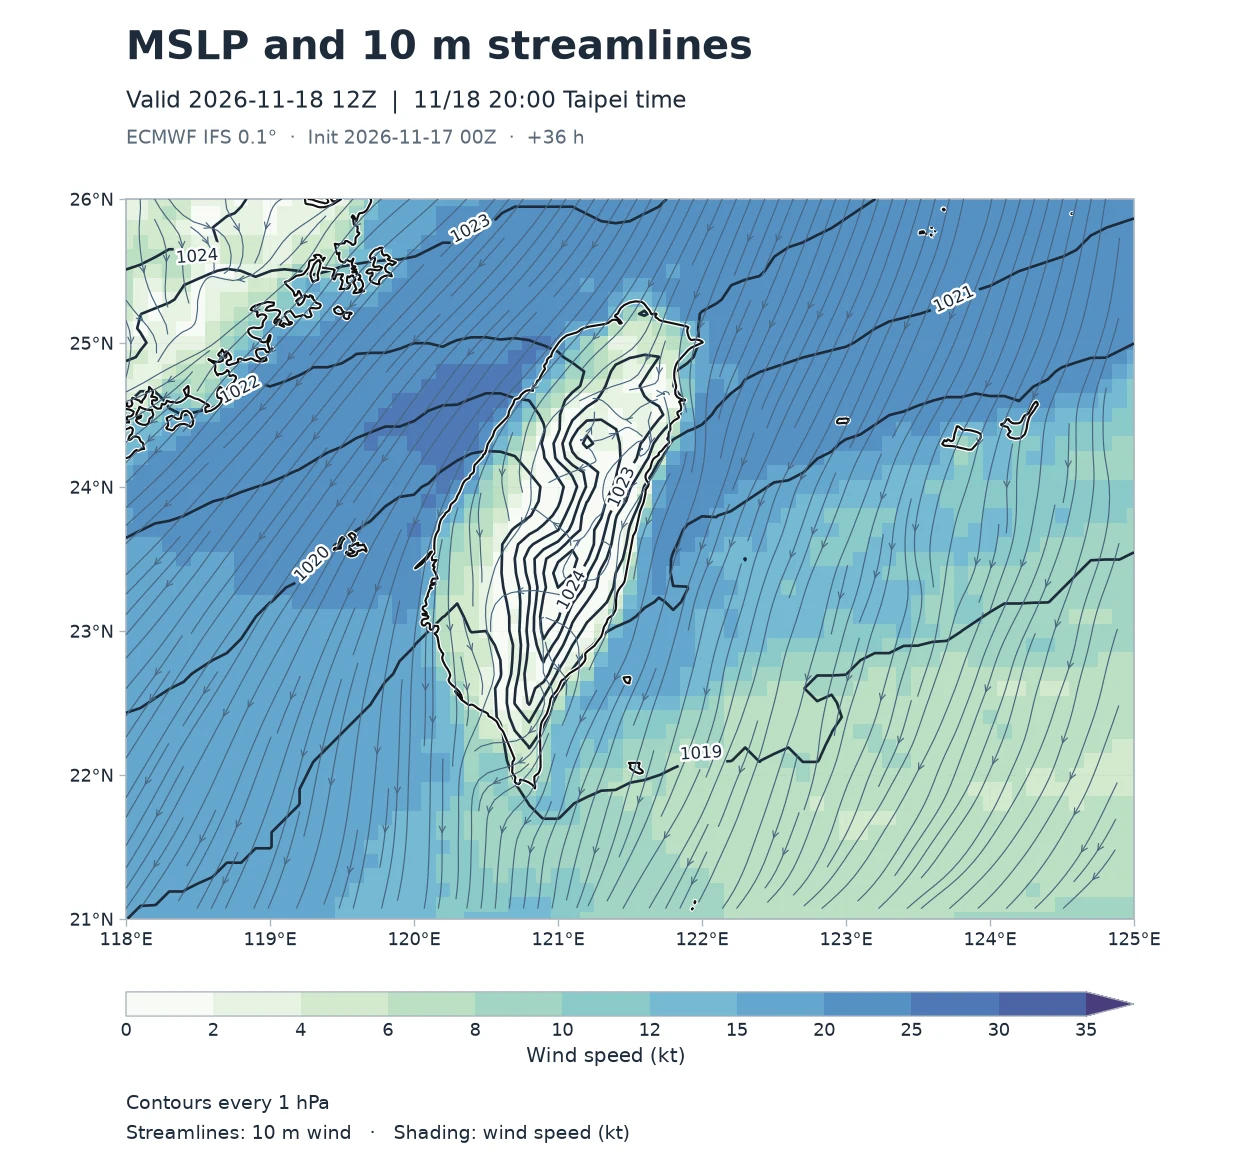 MSLP and 10 m streamlines
Valid 2026-11-18 12Z | 11/18 20:00 Taipei time
ECMWF IFS 0.1° · Init 2026-11-17 00Z · +36 h
26°N
25°N
24°N
23°N
22°N
21°N
1023
1024
1021
1022
1023
1020
1024
1019
118°E 119°E 120°E 121°E 122°E 123°E 124°E 125°E
0 2 4 6 8 10 12 15 20 25 30 35
Wind speed (kt)
Contours every 1 hPa
Streamlines: 10 m wind · Shading: wind speed (kt)